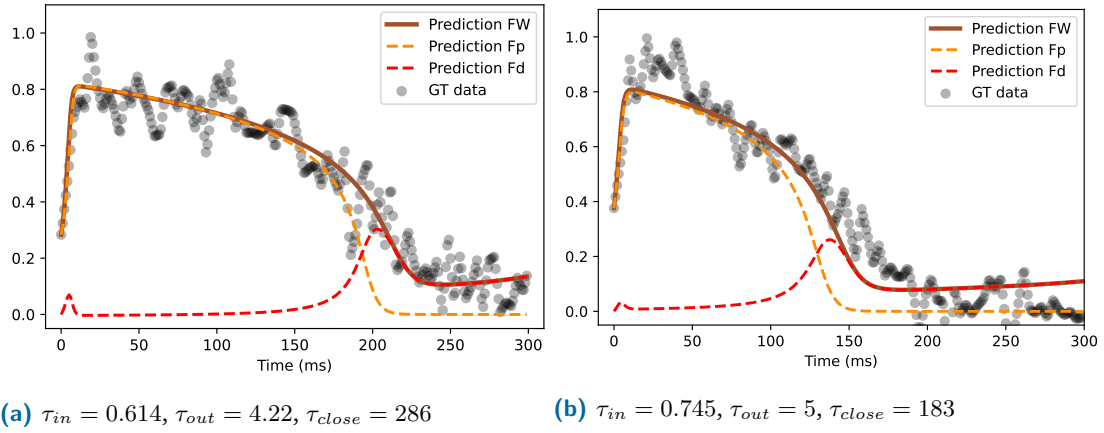 1.0
0.8
0.6
0.4
0.2
0.0
0 50 100 150 200 250 300
Time (ms)
Prediction FW
Prediction Fp
Prediction Fd
GT data
(a) τ_in = 0.614, τ_out = 4.22, τ_close = 286
1.0
0.8
0.6
0.4
0.2
0.0
0 50 100 150 200 250 300
Time (ms)
Prediction FW
Prediction Fp
Prediction Fd
GT data
(b) τ_in = 0.745, τ_out = 5, τ_close = 183